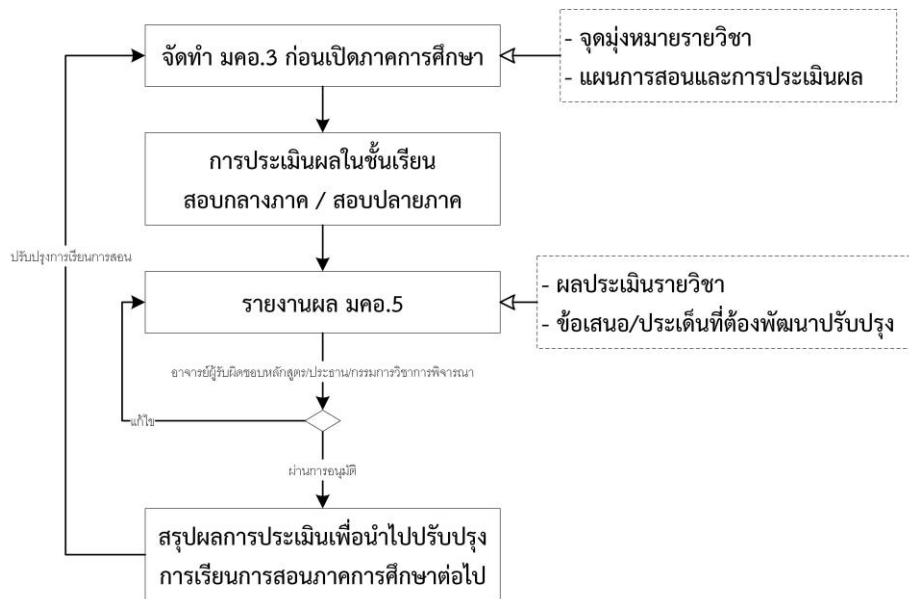 จัดทำ มคอ.3 ก่อนเปิดภาคการศึกษา
- จุดมุ่งหมายรายวิชา
- แผนการสอนและการประเมินผล
การประเมินผลในชั้นเรียน
สอบกลางภาค / สอบปลายภาค
ปรับปรุงการเรียนการสอน
รายงานผล มคอ.5
- ผลประเมินรายวิชา
- ข้อเสนอ/ประเด็นที่ต้องพัฒนาปรับปรุง
อาจารย์ผู้รับผิดชอบหลักสูตร/ประธาน/กรรมการวิชาการพิจารณา
แก้ไข
ผ่านการอนุมัติ
สรุปผลการประเมินเพื่อนำไปปรับปรุง
การเรียนการสอนภาคการศึกษาต่อไป